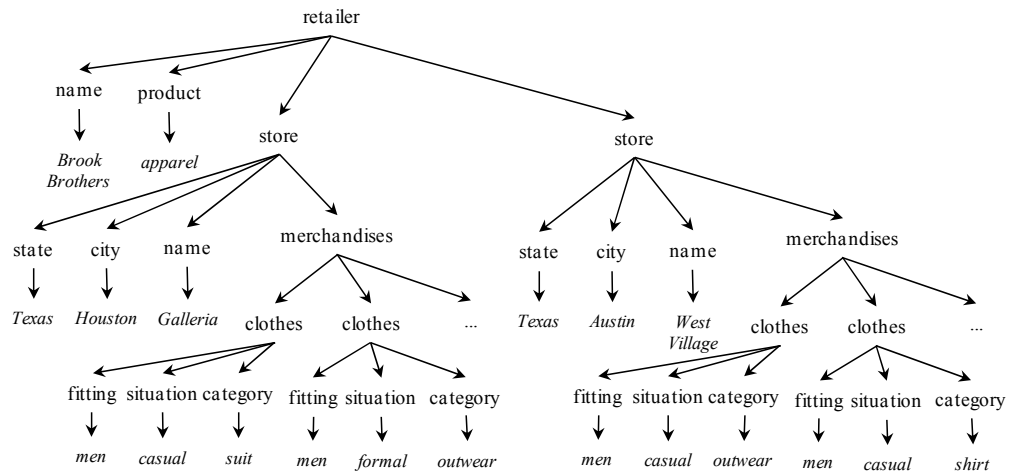 retailer
name product
store store
Brook apparel
Brothers
state city name merchandises state city name merchandises
Texas Houston Galleria Texas Austin West
Village
clothes clothes ... clothes clothes ...
fitting situation category fitting situation category fitting situation category fitting situation category
men casual suit men formal outwear men casual outwear men casual shirt